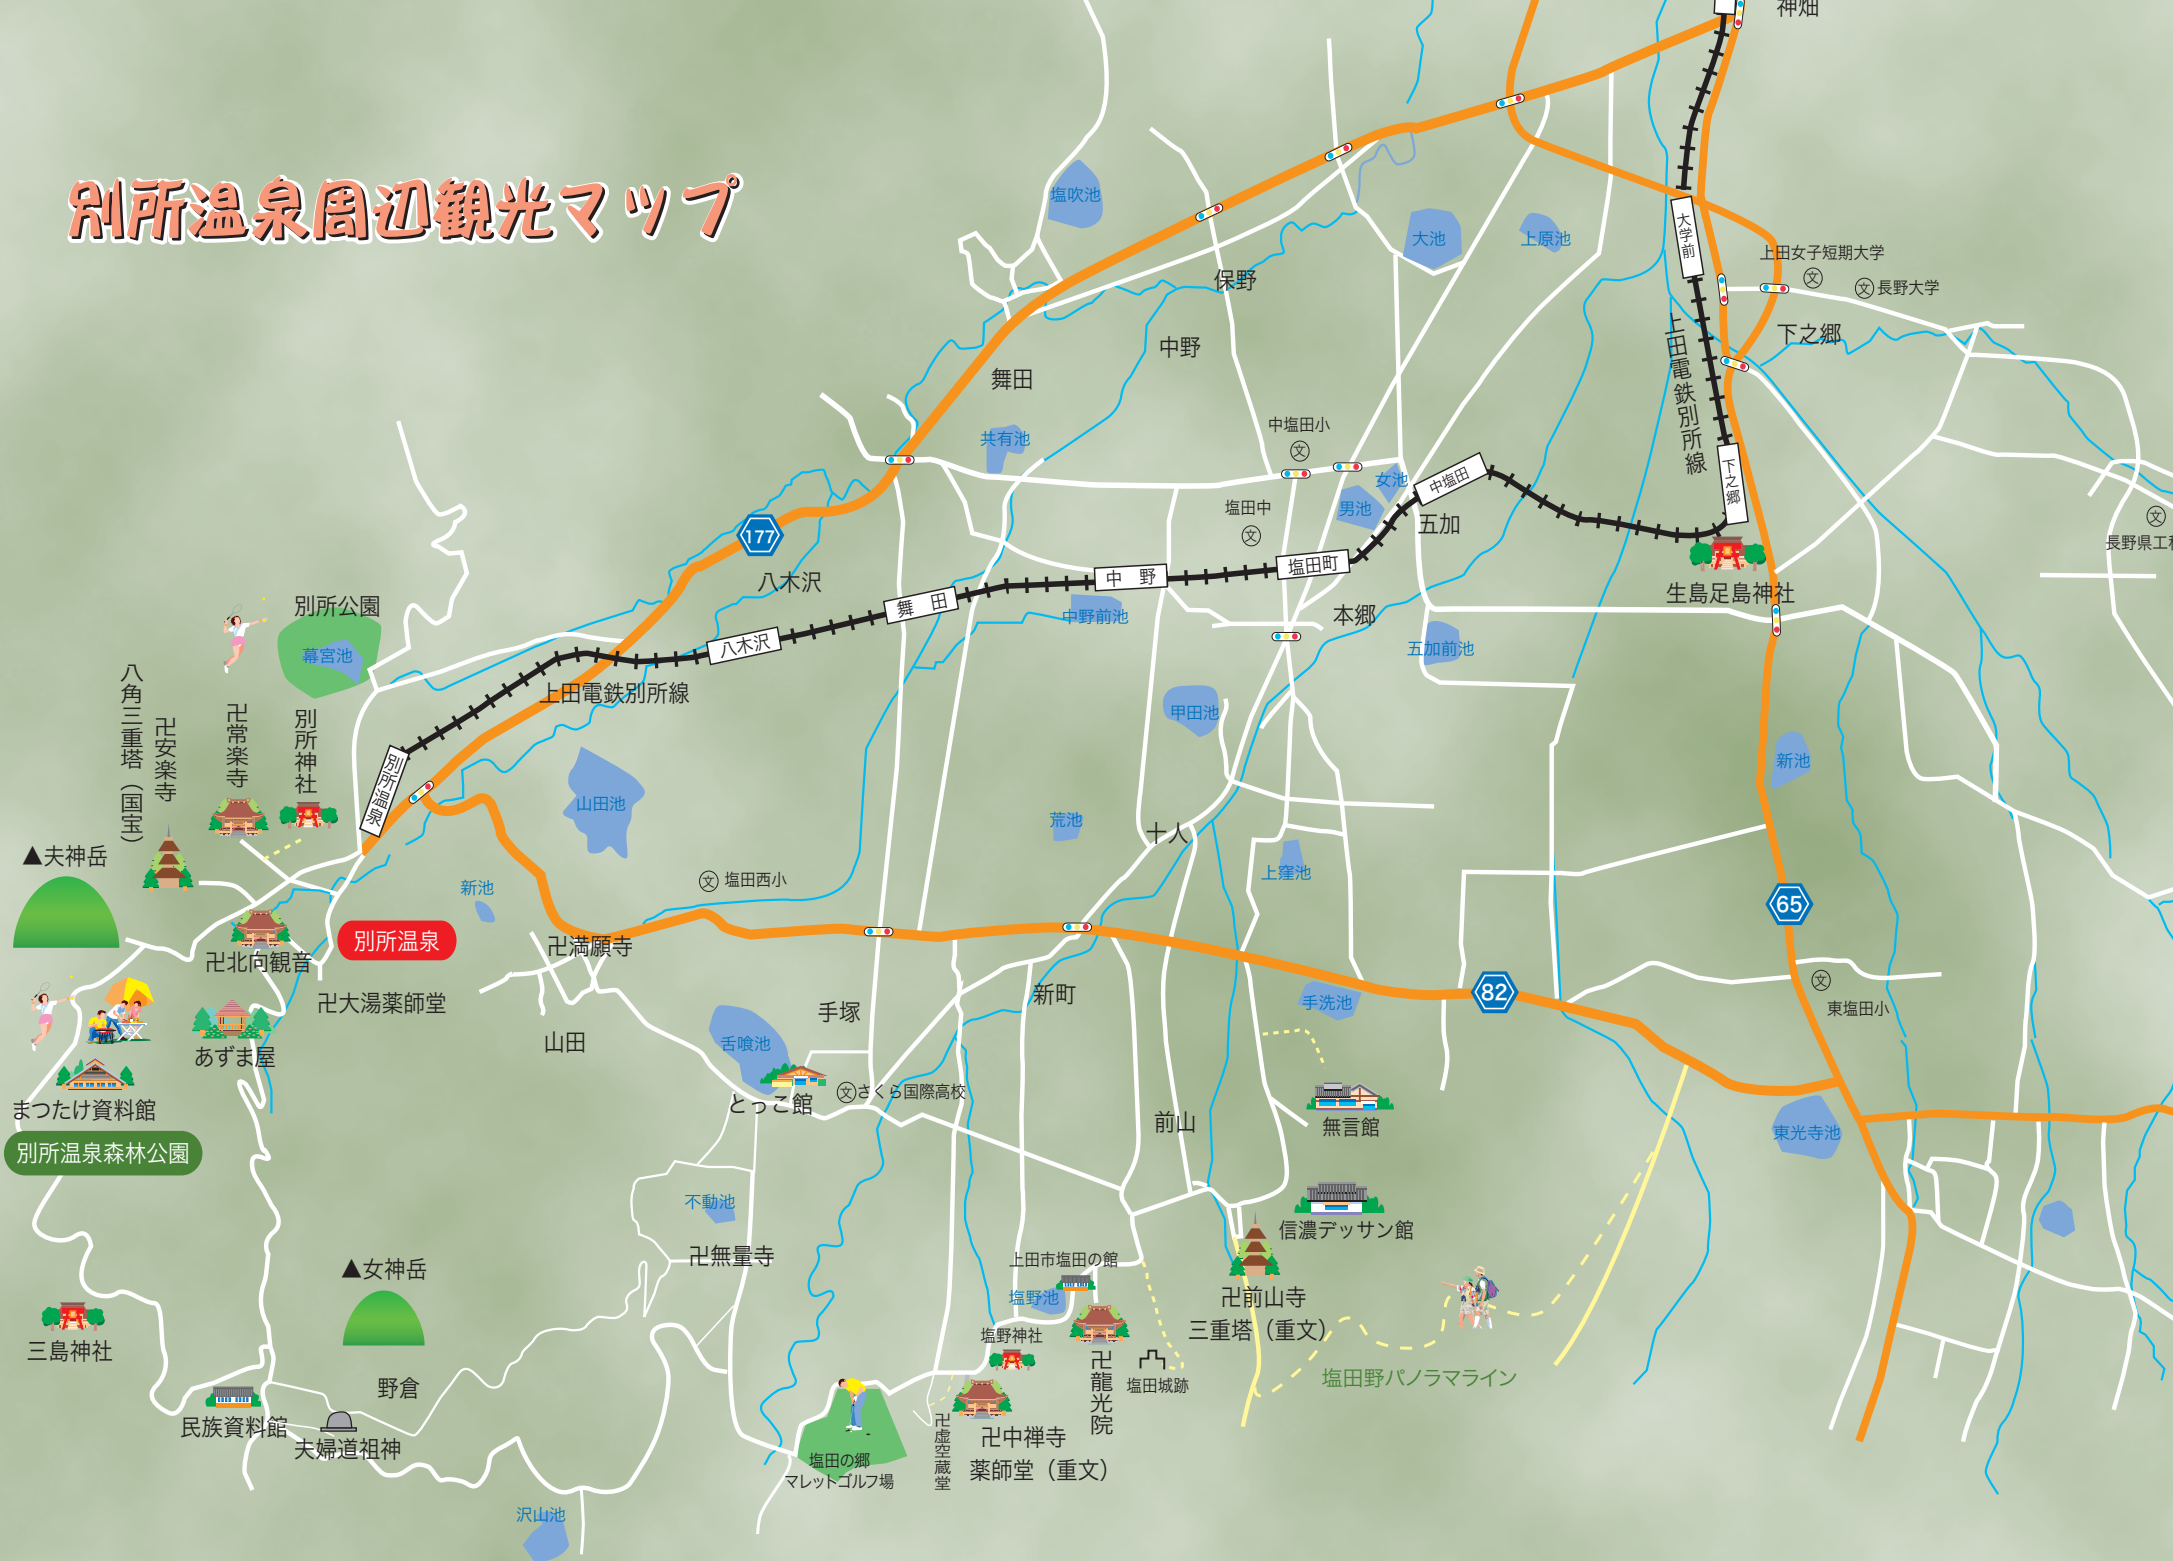 別所温泉周辺観光マップ
神畑
塩吹池
大池
上原池
大学前
上田女子短期大学
文
文
長野大学
下之郷
上田電鉄別所線
保野
中野
舞田
共有池
中塩田小
文
女池
男池
中塩田
五加
下之郷
塩田中
文
文
長野県工科
177
八木沢
舞田
中野
塩田町
生島足島神社
中野前池
本郷
五加前池
八木沢
別所公園
幕宮池
上田電鉄別所線
八角三重塔（国宝）
卍安楽寺
卍常楽寺
別所神社
別所温泉
甲田池
新池
山田池
荒池
十人
上窪池
▲夫神岳
新池
文
塩田西小
65
別所温泉
卍北向観音
卍満願寺
文
東塩田小
卍大湯薬師堂
新町
手洗池
82
手塚
山田
舌喰池
あずま屋
とっこ館
文
さくら国際高校
まつたけ資料館
別所温泉森林公園
前山
無言館
東光寺池
不動池
信濃デッサン館
卍無量寺
上田市塩田の館
▲女神岳
塩野池
卍前山寺
三重塔（重文）
三島神社
塩野神社
塩田野パノラマライン
野倉
卍龍光院
塩田城跡
民族資料館
夫婦道祖神
卍虚空蔵堂
卍中禅寺
薬師堂（重文）
塩田の郷
マレットゴルフ場
沢山池